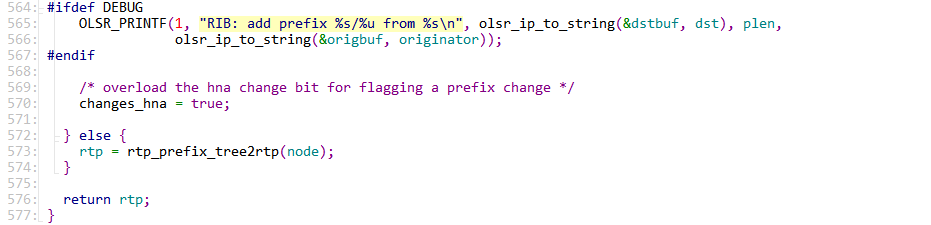 564: #ifdef DEBUG
565:     OLSR_PRINTF(1, "RIB: add prefix %s/%u from %s\n", olsr_ip_to_string(&dstbuf, dst), plen,
566:                 olsr_ip_to_string(&origbuf, originator));
567: #endif
568:
569:     /* overload the hna change bit for flagging a prefix change */
570:     changes_hna = true;
571:
572:   } else {
573:     rtp = rtp_prefix_tree2rtp(node);
574:   }
575:
576:   return rtp;
577: }